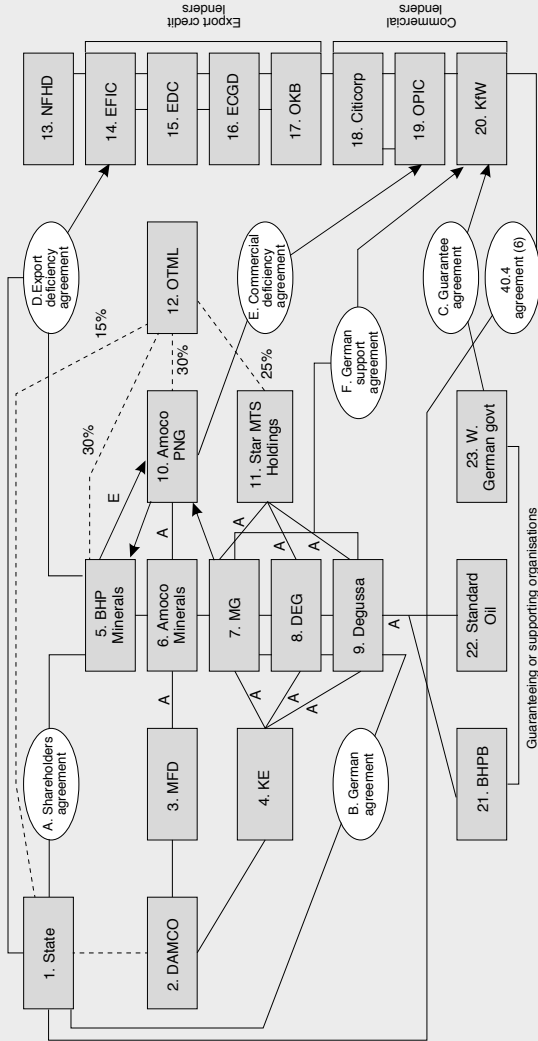 D.Export
deficiency
agreement
15%
30%
30%
25%
13. NFHD
14. EFIC
15. EDC
16. ECGD
17. OKB
18. Citicorp
19. OPIC
20. KfW
Export credit
lenders
Commercial
lenders
1. State
A. Shareholders
agreement
5. BHP
Minerals
E
10. Amoco
PNG
12. OTML
E. Commercial
deficiency
agreement
2. DAMCO
3. MFD
A
6. Amoco
Minerals
A
4. KE
A
A
A
7. MG
8. DEG
9. Degussa
A
A
A
11. Star MTS
Holdings
F. German
support
agreement
B. German
agreement
A
C. Guarantee
agreement
40.4
agreement (6)
21. BHPB
22. Standard
Oil
23. W.
German govt
Guaranteeing or supporting organisations